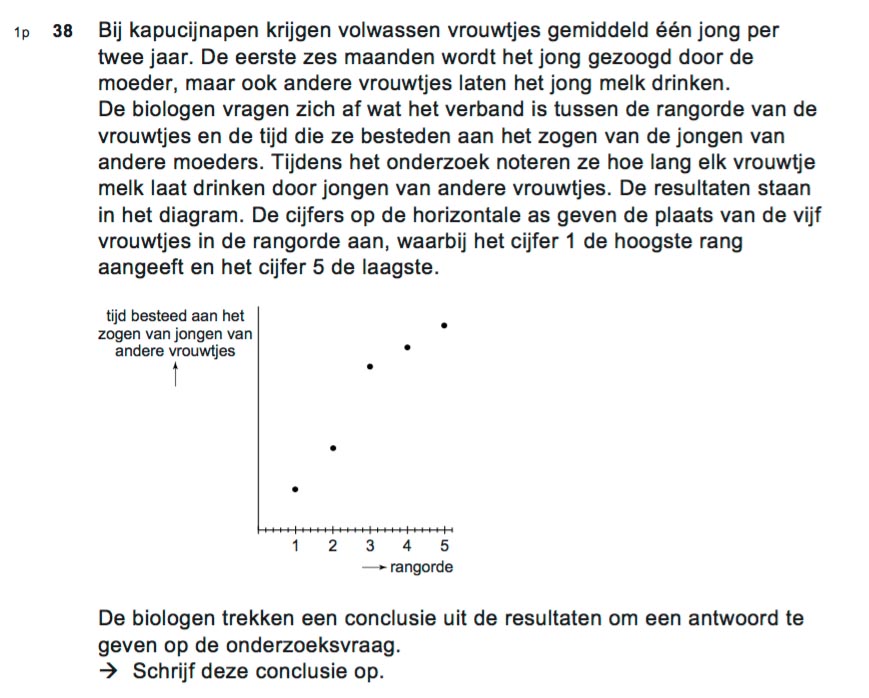 1p 38 Bij kapucijnapen krijgen volwassen vrouwtjes gemiddeld één jong per
twee jaar. De eerste zes maanden wordt het jong gezoogd door de
moeder, maar ook andere vrouwtjes laten het jong melk drinken.
De biologen vragen zich af wat het verband is tussen de rangorde van de
vrouwtjes en de tijd die ze besteden aan het zogen van de jongen van
andere moeders. Tijdens het onderzoek noteren ze hoe lang elk vrouwtje
melk laat drinken door jongen van andere vrouwtjes. De resultaten staan
in het diagram. De cijfers op de horizontale as geven de plaats van de vijf
vrouwtjes in de rangorde aan, waarbij het cijfer 1 de hoogste rang
aangeeft en het cijfer 5 de laagste.
tijd besteed aan het
zogen van jongen van
andere vrouwtjes
1 2 3 4 5
rangorde
De biologen trekken een conclusie uit de resultaten om een antwoord te
geven op de onderzoeksvraag.
→ Schrijf deze conclusie op.